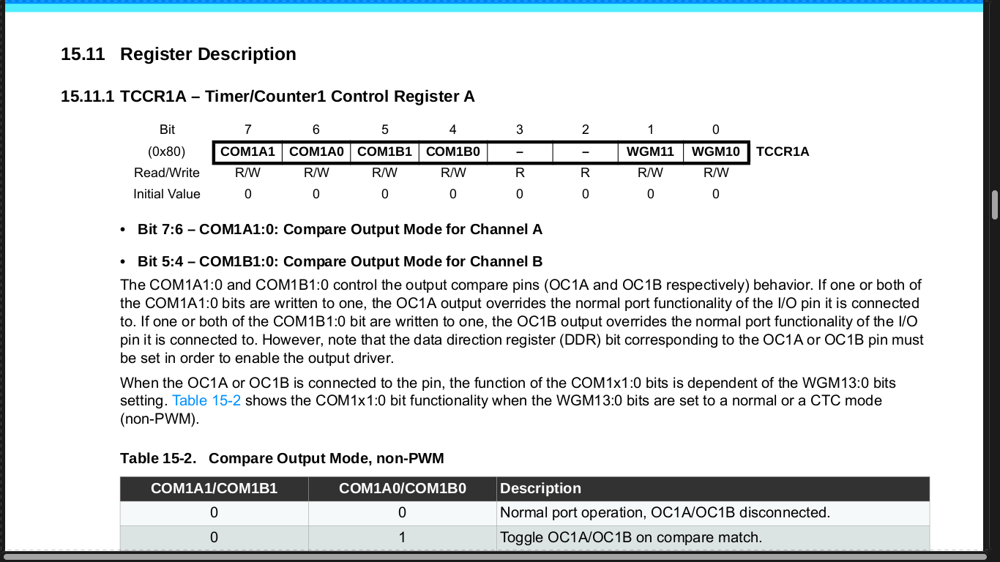 15.11 Register Description
15.11.1 TCCR1A – Timer/Counter1 Control Register A
Bit 7 6 5 4 3 2 1 0
(0x80) COM1A1 COM1A0 COM1B1 COM1B0 – – WGM11 WGM10 TCCR1A
Read/Write R/W R/W R/W R/W R R R/W R/W
Initial Value 0 0 0 0 0 0 0 0
• Bit 7:6 – COM1A1:0: Compare Output Mode for Channel A
• Bit 5:4 – COM1B1:0: Compare Output Mode for Channel B
The COM1A1:0 and COM1B1:0 control the output compare pins (OC1A and OC1B respectively) behavior. If one or both of
the COM1A1:0 bits are written to one, the OC1A output overrides the normal port functionality of the I/O pin it is connected
to. If one or both of the COM1B1:0 bit are written to one, the OC1B output overrides the normal port functionality of the I/O
pin it is connected to. However, note that the data direction register (DDR) bit corresponding to the OC1A or OC1B pin must
be set in order to enable the output driver.
When the OC1A or OC1B is connected to the pin, the function of the COM1x1:0 bits is dependent of the WGM13:0 bits
setting. Table 15-2 shows the COM1x1:0 bit functionality when the WGM13:0 bits are set to a normal or a CTC mode
(non-PWM).
Table 15-2. Compare Output Mode, non-PWM
COM1A1/COM1B1 COM1A0/COM1B0 Description
0 0 Normal port operation, OC1A/OC1B disconnected.
0 1 Toggle OC1A/OC1B on compare match.